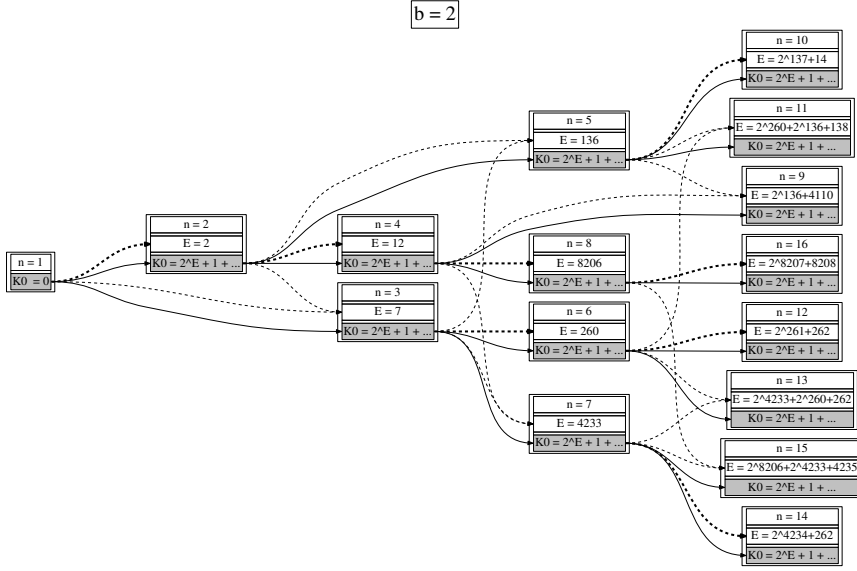 b = 2
n = 1
K0 = 0
n = 2
E = 2
K0 = 2^E + 1 + ...
n = 4
E = 12
K0 = 2^E + 1 + ...
n = 3
E = 7
K0 = 2^E + 1 + ...
n = 5
E = 136
K0 = 2^E + 1 + ...
n = 8
E = 8206
K0 = 2^E + 1 + ...
n = 6
E = 260
K0 = 2^E + 1 + ...
n = 7
E = 4233
K0 = 2^E + 1 + ...
n = 10
E = 2^137+14
K0 = 2^E + 1 + ...
n = 11
E = 2^260+2^136+138
K0 = 2^E + 1 + ...
n = 9
E = 2^136+4110
K0 = 2^E + 1 + ...
n = 16
E = 2^8207+8208
K0 = 2^E + 1 + ...
n = 12
E = 2^261+262
K0 = 2^E + 1 + ...
n = 13
E = 2^4233+2^260+262
K0 = 2^E + 1 + ...
n = 15
E = 2^8206+2^4233+4235
K0 = 2^E + 1 + ...
n = 14
E = 2^4234+262
K0 = 2^E + 1 + ...